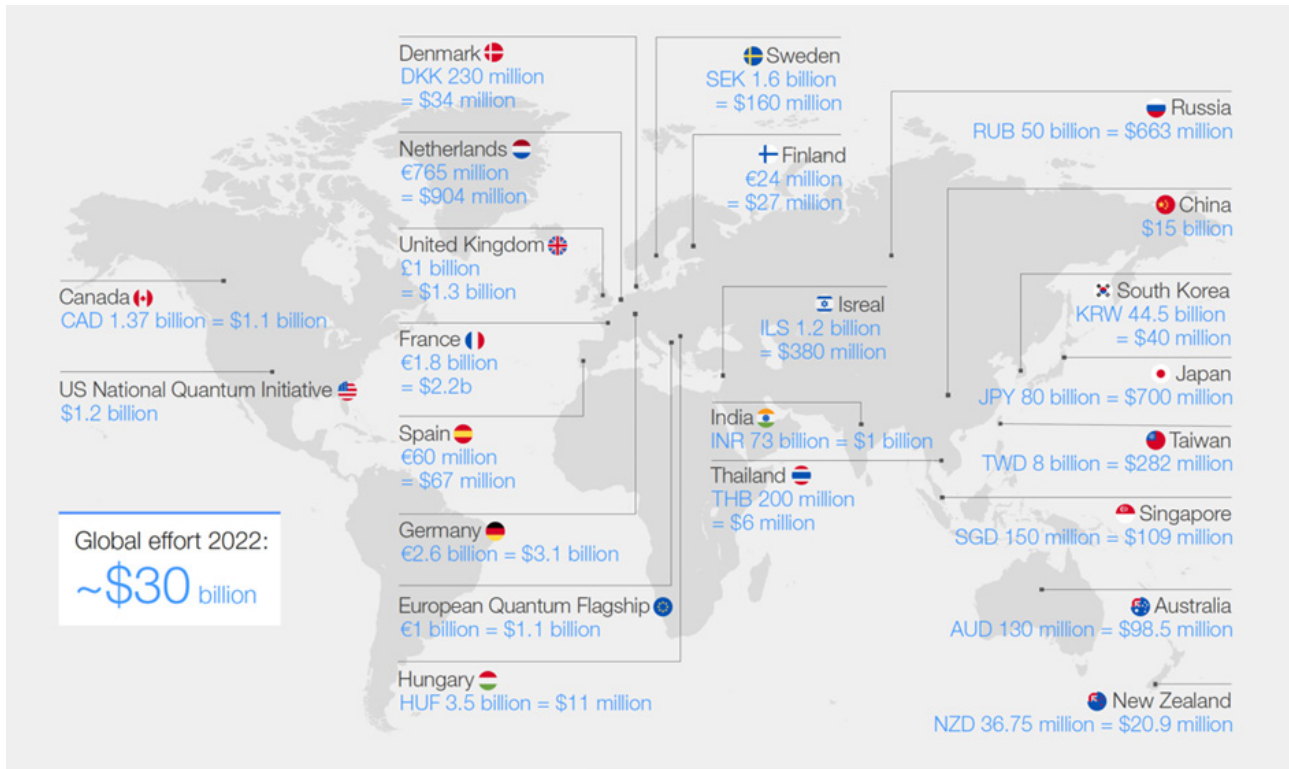 Denmark
DKK 230 million
= $34 million
Netherlands
€765 million
= $904 million
United Kingdom
£1 billion
= $1.3 billion
France
€1.8 billion
= $2.2b
Spain
€60 million
= $67 million
Germany
€2.6 billion = $3.1 billion
European Quantum Flagship
€1 billion = $1.1 billion
Hungary
HUF 3.5 billion = $11 million
Canada
CAD 1.37 billion = $1.1 billion
US National Quantum Initiative
$1.2 billion
Global effort 2022:
~$30 billion
Sweden
SEK 1.6 billion
= $160 million
Finland
€24 million
= $27 million
Isreal
ILS 1.2 billion
= $380 million
India
INR 73 billion = $1 billion
Thailand
THB 200 million
= $6 million
Russia
RUB 50 billion = $663 million
China
$15 billion
South Korea
KRW 44.5 billion
= $40 million
Japan
JPY 80 billion = $700 million
Taiwan
TWD 8 billion = $282 million
Singapore
SGD 150 million = $109 million
Australia
AUD 130 million = $98.5 million
New Zealand
NZD 36.75 million = $20.9 million